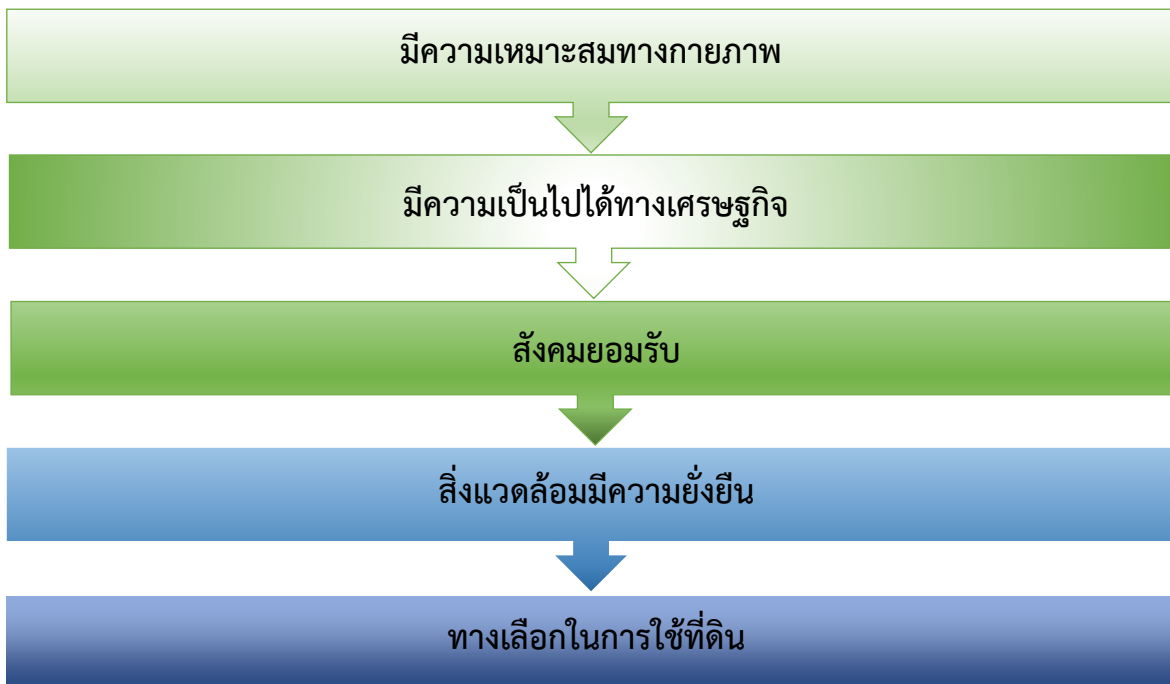 มีความเหมาะสมทางกายภาพ
มีความเป็นไปได้ทางเศรษฐกิจ
สังคมยอมรับ
สิ่งแวดล้อมมีความยั่งยืน
ทางเลือกในการใช้ที่ดิน